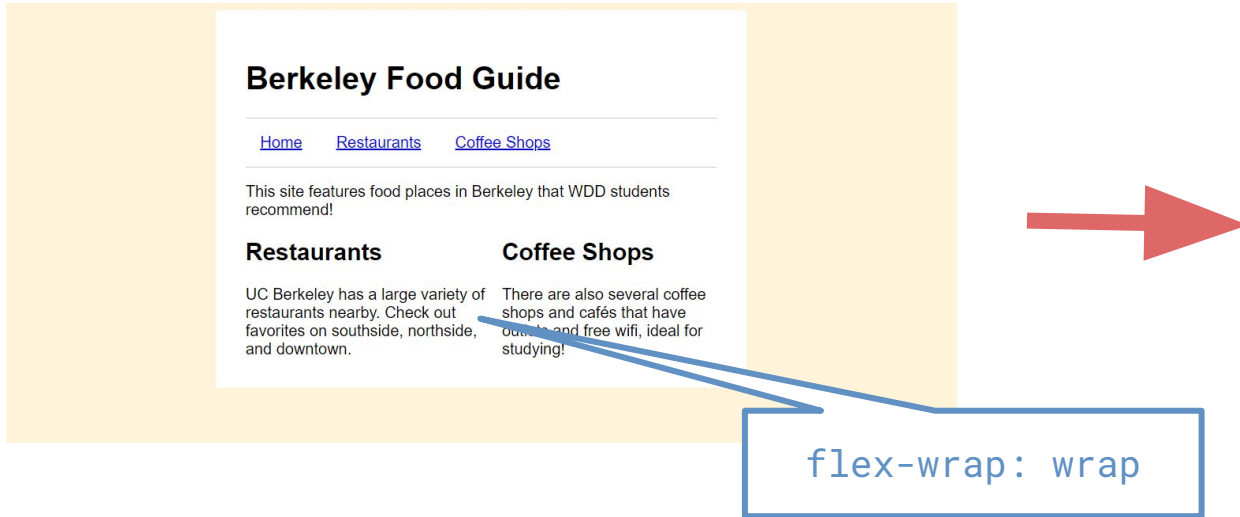 Berkeley Food Guide
Home Restaurants Coffee Shops
This site features food places in Berkeley that WDD students
recommend!
Restaurants
UC Berkeley has a large variety of
restaurants nearby. Check out
favorites on southside, northside,
and downtown.
Coffee Shops
There are also several coffee
shops and cafés that have
outlets and free wifi, ideal for
studying!
flex-wrap: wrap